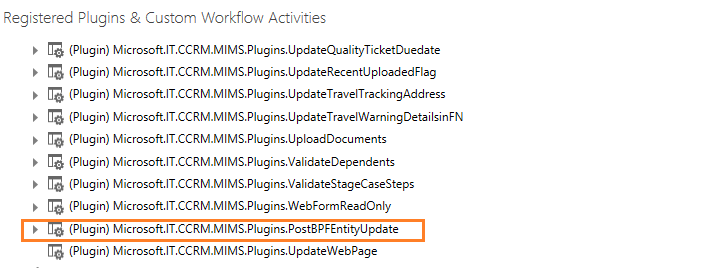 Registered Plugins & Custom Workflow Activities
(Plugin) Microsoft.IT.CCRM.MIMS.Plugins.UpdateQualityTicketDuedate
(Plugin) Microsoft.IT.CCRM.MIMS.Plugins.UpdateRecentUploadedFlag
(Plugin) Microsoft.IT.CCRM.MIMS.Plugins.UpdateTravelTrackingAddress
(Plugin) Microsoft.IT.CCRM.MIMS.Plugins.UpdateTravelWarningDetailsinFN
(Plugin) Microsoft.IT.CCRM.MIMS.Plugins.UploadDocuments
(Plugin) Microsoft.IT.CCRM.MIMS.Plugins.ValidateDependents
(Plugin) Microsoft.IT.CCRM.MIMS.Plugins.ValidateStageCaseSteps
(Plugin) Microsoft.IT.CCRM.MIMS.Plugins.WebFormReadOnly
(Plugin) Microsoft.IT.CCRM.MIMS.Plugins.PostBPFEntityUpdate
(Plugin) Microsoft.IT.CCRM.MIMS.Plugins.UpdateWebPage